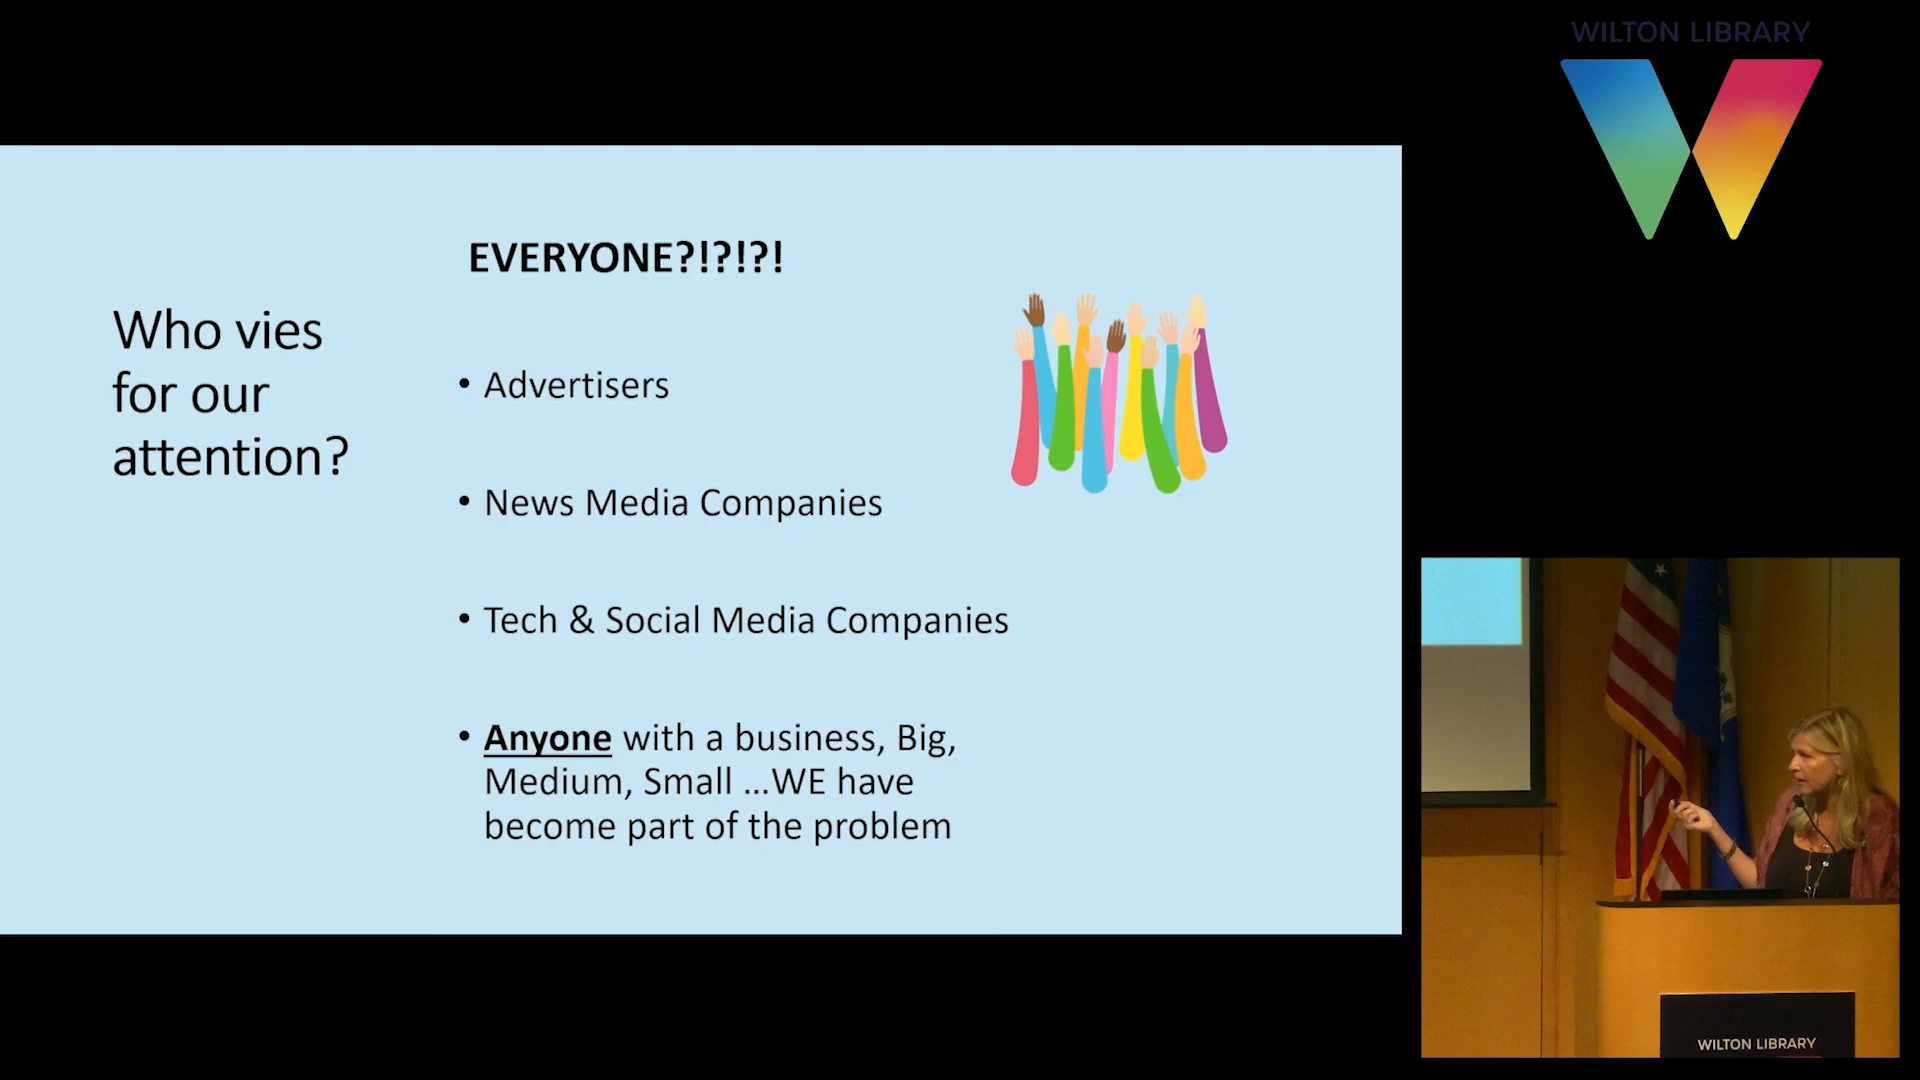 WILTON LIBRARY
Who vies
for our
attention?
EVERYONE?!?!?!
• Advertisers
• News Media Companies
• Tech & Social Media Companies
• Anyone with a business, Big,
Medium, Small ...WE have
become part of the problem
WILTON LIBRARY